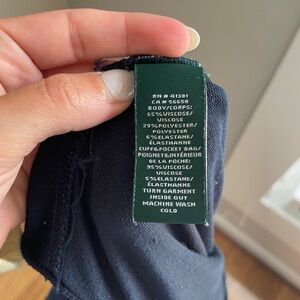 RN # 41381
CA # 56658
BODY/CORPS:
65%VISCOSE/
VISCOSE
29%POLYESTER/
POLYESTER
6%ELASTANE/
ÉLASTHANNE
CUFF&POCKET BAG/
POIGNET&INTÉRIEUR
DE LA POCHE:
95%VISCOSE/
VISCOSE
5%ELASTANE/
ÉLASTHANNE
TURN GARMENT
INSIDE OUT
MACHINE WASH
COLD